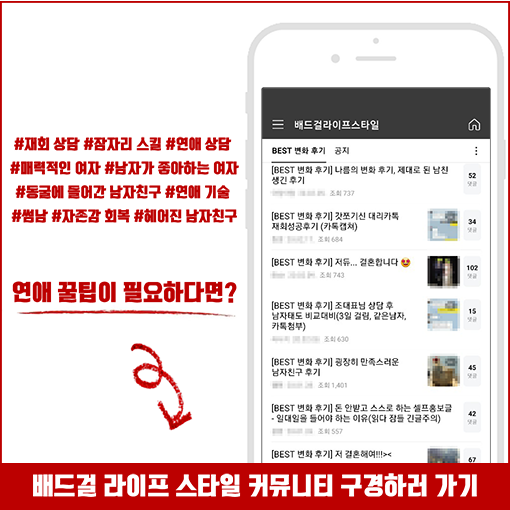 #재회 상담 #잠자리 스킬 #연애 상담
#매력적인 여자 #남자가 좋아하는 여자
#동굴에 들어간 남자친구 #연애 기술
#썸남 #자존감 회복 #헤어진 남자친구
연애 꿀팁이 필요하다면?
배드걸라이프스타일
BEST 변화 후기 공지
[BEST 변화 후기] 나름의 변화 후기, 제대로 된 남친
생긴 후기
조회 737
52
댓글
[BEST 변화 후기] 갓쪼기신 대리카톡
재회성공후기 (카톡캡쳐)
조회 834
34
댓글
[BEST 변화 후기] 저듀... 결혼합니다 😍
조회 743
102
댓글
[BEST 변화 후기] 조대표님 상담 후
남자태도 비교대비(3일 걸림, 같은남자,
카톡첨부)
조회 630
15
댓글
[BEST 변화 후기] 굉장히 만족스러운
남자친구 후기
조회 1,401
45
댓글
[BEST 변화 후기] 돈 안받고 스스로 하는 셀프홍보글
- 일대일을 들어야 하는 이유(읽다 잠들 긴글주의)
조회 557
42
댓글
[BEST 변화 후기] 저 결혼해여!!!><
67
배드걸 라이프 스타일 커뮤니티 구경하러 가기